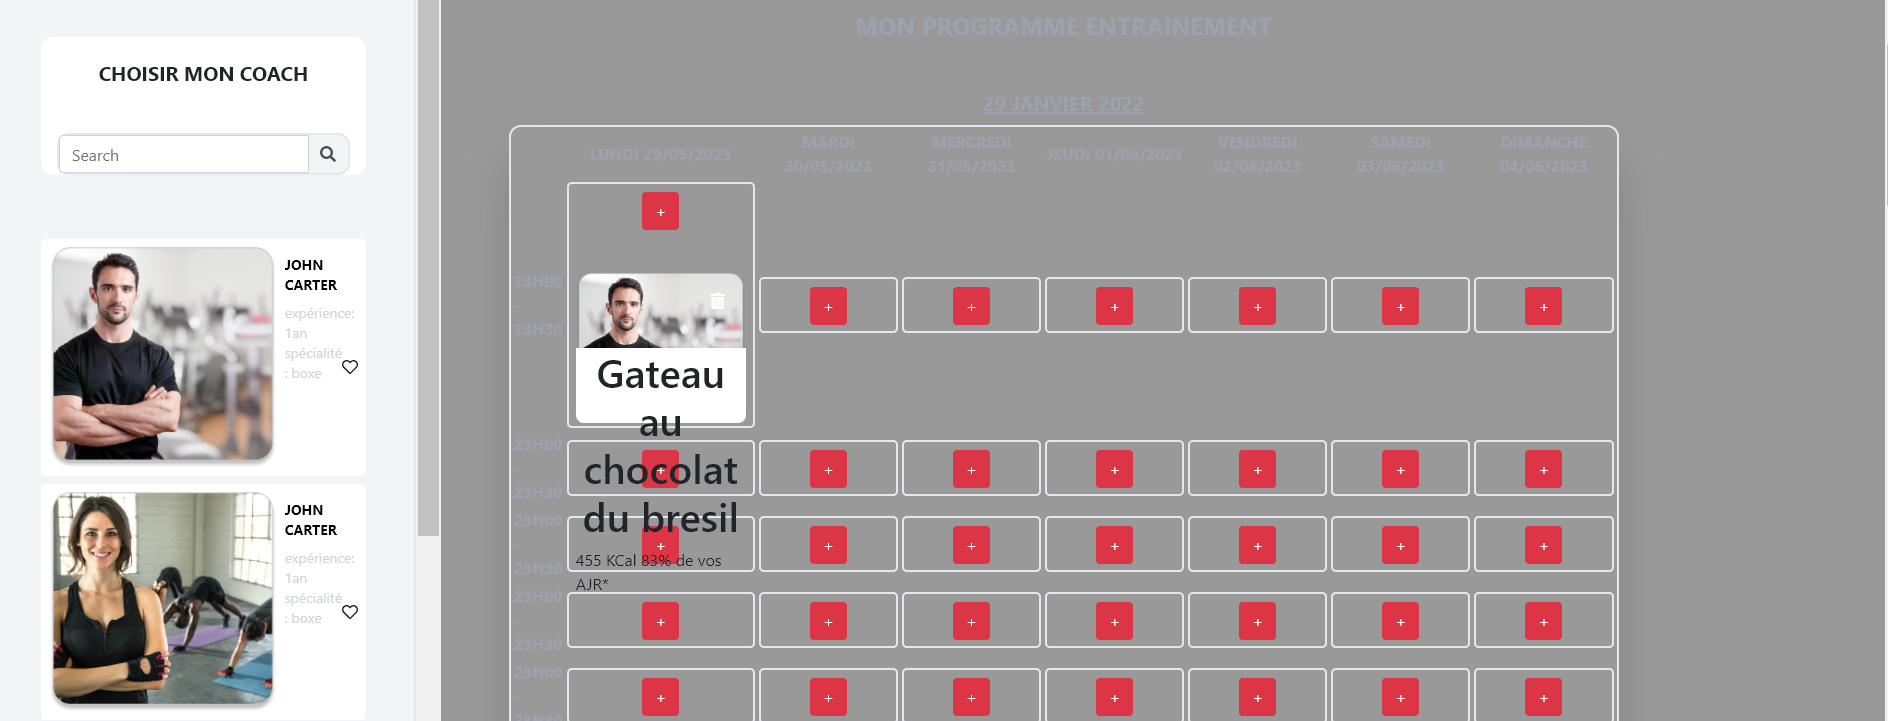 CHOISIR MON COACH
Search
JOHN
CARTER
expérience:
1an
spécialité
: boxe
JOHN
CARTER
expérience:
1an
spécialité
: boxe
MON PROGRAMME ENTRAINEMENT
29 JANVIER 2022
LUNDI 29/05/2023
MARDI
30/05/2023
MERCREDI
31/05/2023
JEUDI 01/06/2023
VENDREDI
02/06/2023
SAMEDI
03/06/2023
DIMANCHE
04/06/2023
+
23H00
-
23H30
+ + + + + +
Gateau
au
chocolat
du bresil
455 KCal 83% de vos
AJR*
23H00
-
23H30
+ + + + + + +
23H00
23H30
+ + + + + + +
23H00
-
23H30
+ + + + + + +
23H00
-
23H30
+ + + + + + +